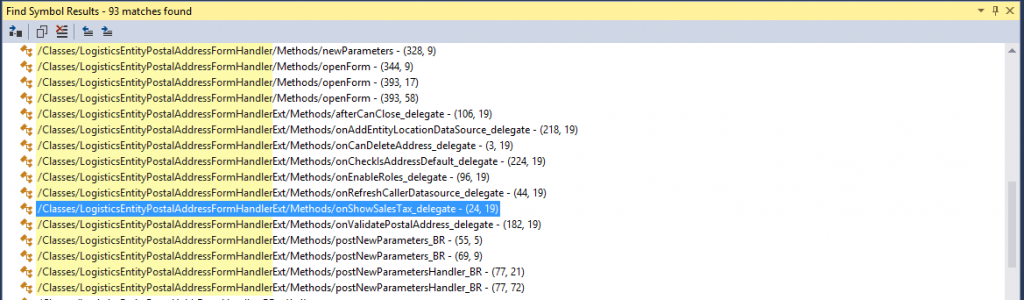 Find Symbol Results - 93 matches found
/Classes/LogisticsEntityPostalAddressFormHandler/Methods/newParameters - (328, 9)
/Classes/LogisticsEntityPostalAddressFormHandler/Methods/openForm - (344, 9)
/Classes/LogisticsEntityPostalAddressFormHandler/Methods/openForm - (393, 17)
/Classes/LogisticsEntityPostalAddressFormHandler/Methods/openForm - (393, 58)
/Classes/LogisticsEntityPostalAddressFormHandlerExt/Methods/afterCanClose_delegate - (106, 19)
/Classes/LogisticsEntityPostalAddressFormHandlerExt/Methods/onAddEntityLocationDataSource_delegate - (218, 19)
/Classes/LogisticsEntityPostalAddressFormHandlerExt/Methods/onCanDeleteAddress_delegate - (3, 19)
/Classes/LogisticsEntityPostalAddressFormHandlerExt/Methods/onCheckIsAddressDefault_delegate - (224, 19)
/Classes/LogisticsEntityPostalAddressFormHandlerExt/Methods/onEnableRoles_delegate - (96, 19)
/Classes/LogisticsEntityPostalAddressFormHandlerExt/Methods/onRefreshCallerDatasource_delegate - (44, 19)
/Classes/LogisticsEntityPostalAddressFormHandlerExt/Methods/onShowSalesTax_delegate - (24, 19)
/Classes/LogisticsEntityPostalAddressFormHandlerExt/Methods/onValidatePostalAddress_delegate - (182, 19)
/Classes/LogisticsEntityPostalAddressFormHandlerExt/Methods/postNewParameters_BR - (55, 5)
/Classes/LogisticsEntityPostalAddressFormHandlerExt/Methods/postNewParameters_BR - (69, 9)
/Classes/LogisticsEntityPostalAddressFormHandlerExt/Methods/postNewParametersHandler_BR - (77, 21)
/Classes/LogisticsEntityPostalAddressFormHandlerExt/Methods/postNewParametersHandler_BR - (77, 72)